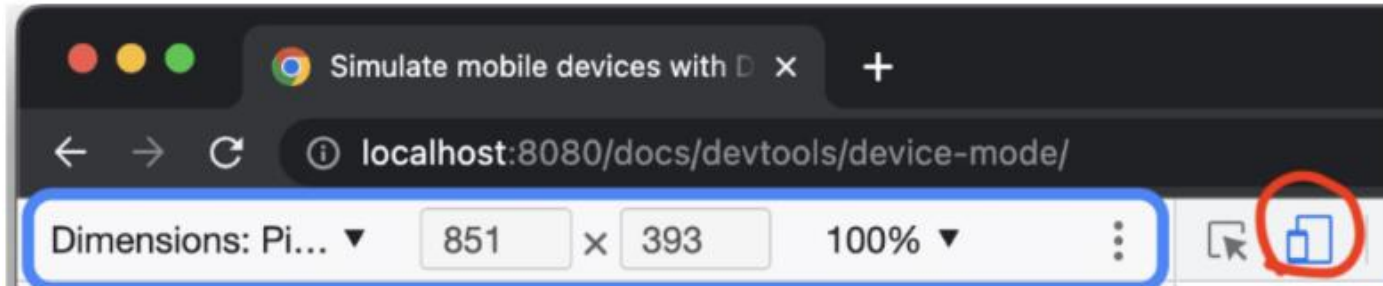 Simulate mobile devices with D
localhost:8080/docs/devtools/device-mode/
Dimensions: Pi... ▼ 851 × 393 100% ▼